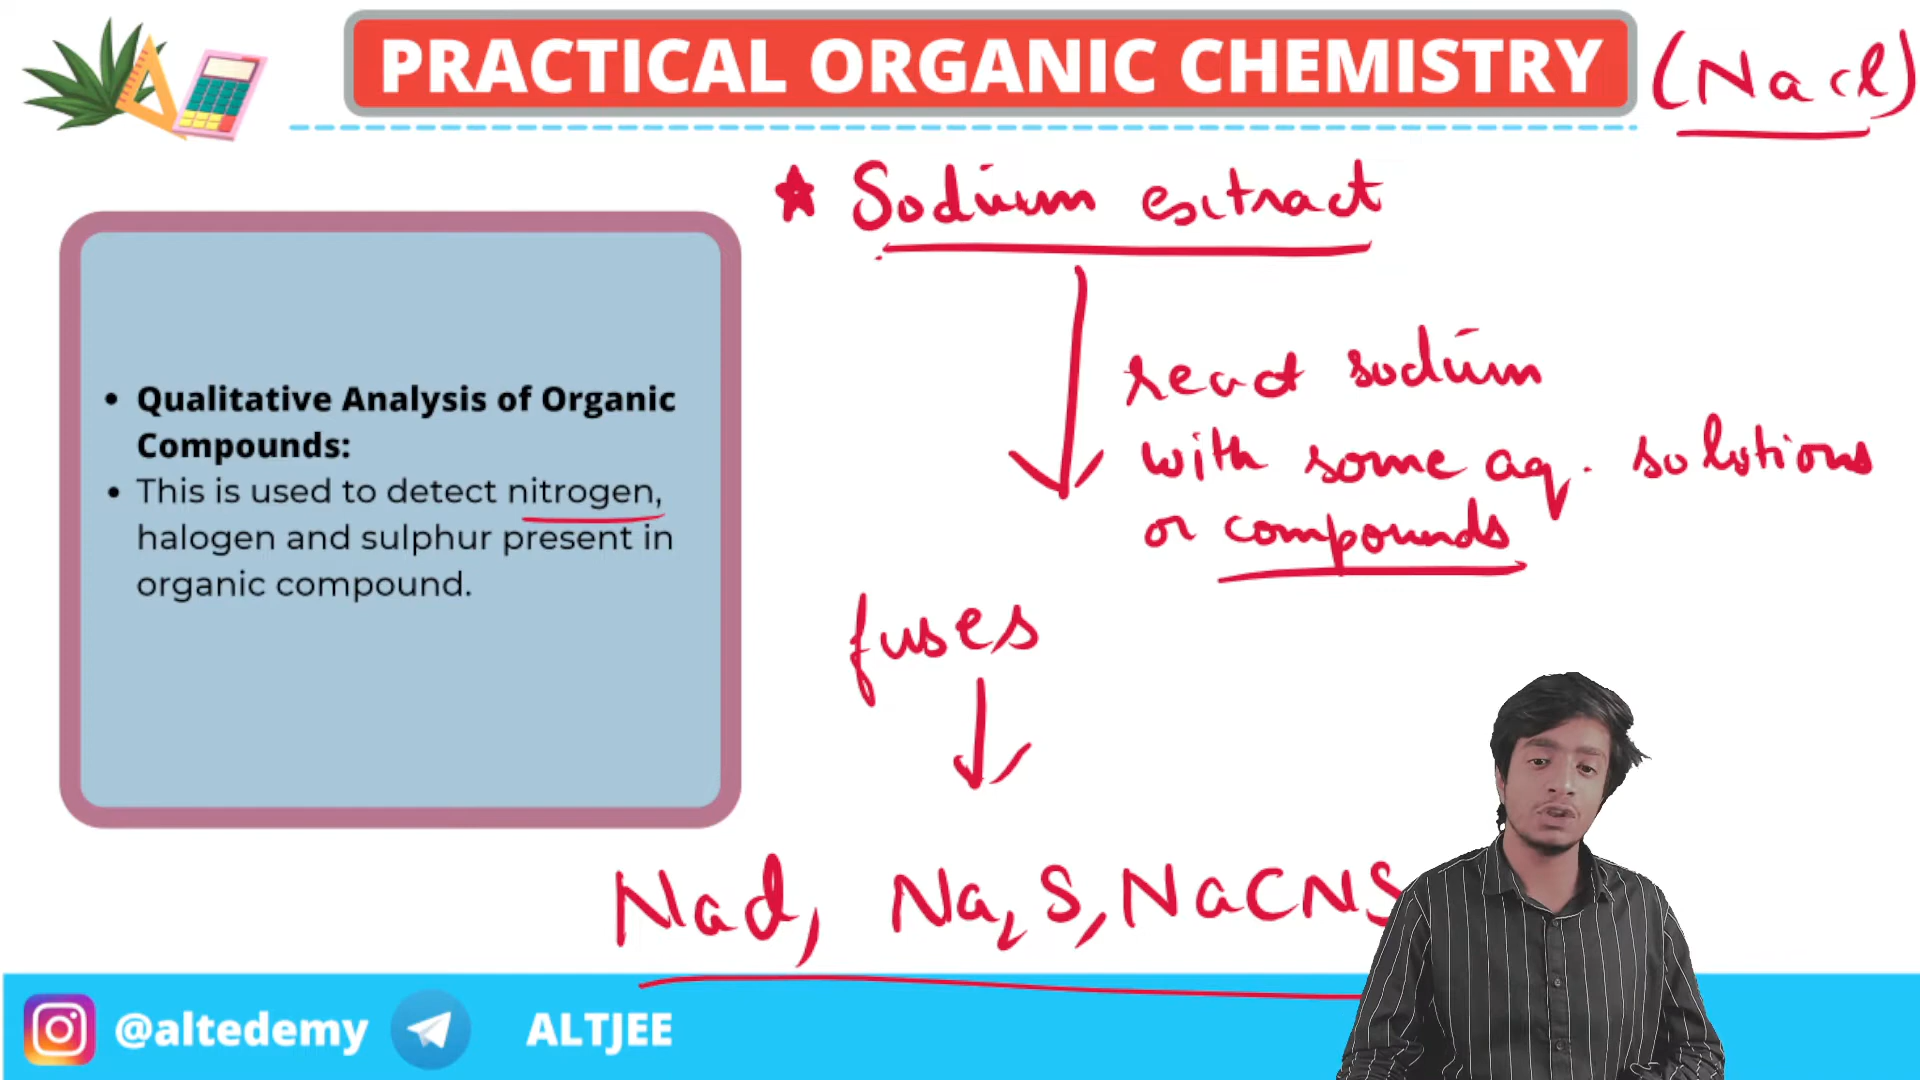 PRACTICAL ORGANIC CHEMISTRY
(NaCl)
Sodium extract
• Qualitative Analysis of Organic
Compounds:
• This is used to detect nitrogen,
halogen and sulphur present in
organic compound.
react sodium
with some aq. solutions
or compounds
fuses
NaCl, Na2S, NaCNS
@altedemy
ALTJEE